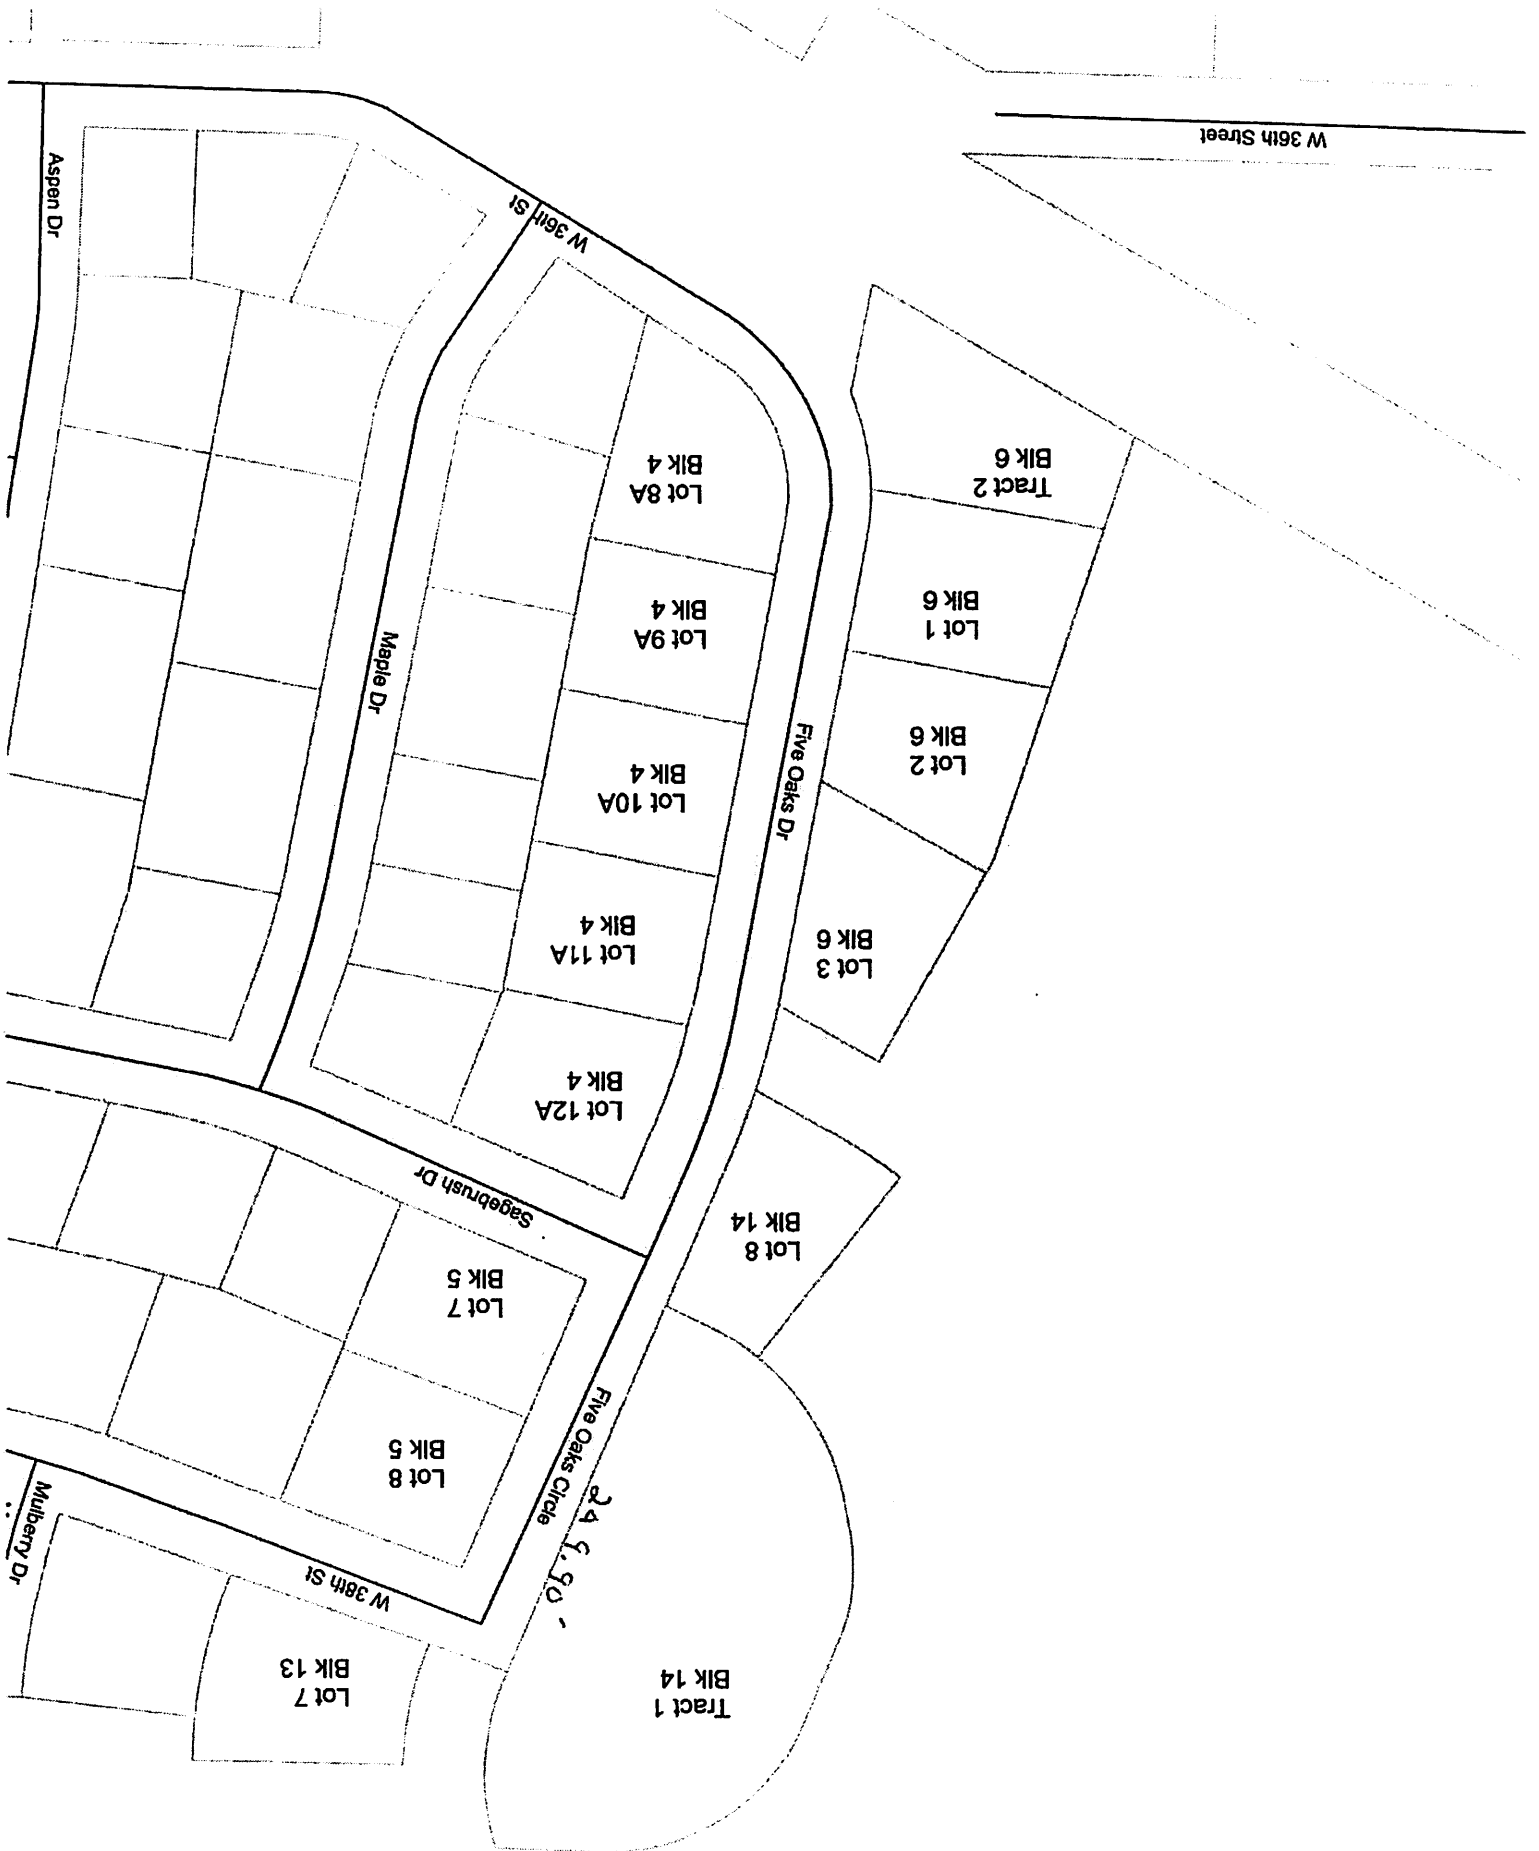 Tract 1
Blk 14
Lot 7
Blk 13
W 38th St
Mulberry Dr
249.90'
Five Oaks Circle
Lot 8
Blk 5
Lot 7
Blk 5
Lot 8
Blk 14
Sagebrush Dr
Lot 12A
Blk 4
Lot 3
Blk 6
Lot 11A
Blk 4
Lot 2
Blk 6
Five Oaks Dr
Lot 10A
Blk 4
Maple Dr
Lot 1
Blk 6
Lot 9A
Blk 4
Tract 2
Blk 6
Lot 8A
Blk 4
W 36th St
Aspen Dr
W 36th Street